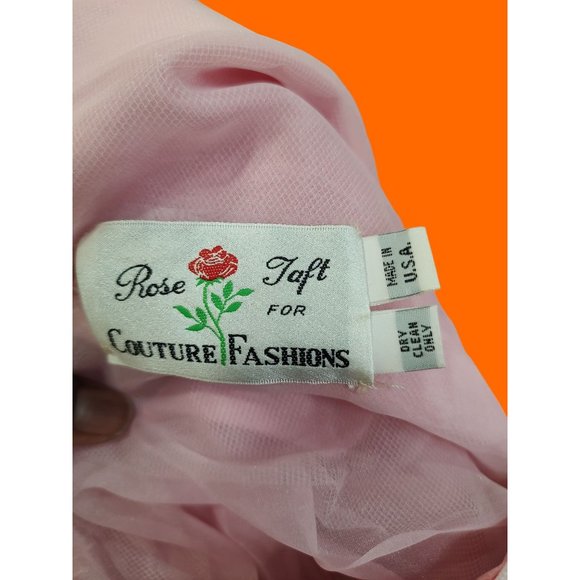 Rose Taft
FOR
COUTURE FASHIONS
MADE IN
U.S.A.
DRY
CLEAN
ONLY